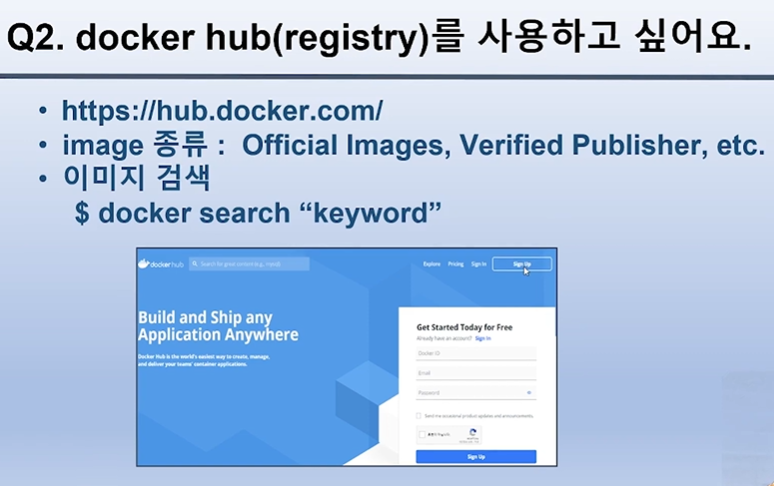 Q2. docker hub(registry)를 사용하고 싶어요.
• https://hub.docker.com/
• image 종류 : Official Images, Verified Publisher, etc.
• 이미지 검색
$ docker search “keyword”
docker hub
Search for great content (e.g., mysql)
Explore Pricing Sign In Sign Up
Build and Ship any
Application Anywhere
Docker Hub is the world's easiest way to create, manage,
and deliver your teams' container applications.
Get Started Today for Free
Already have an account? Sign In
Docker ID
Email
Password
Send me occasional product updates and announcements.
Sign Up